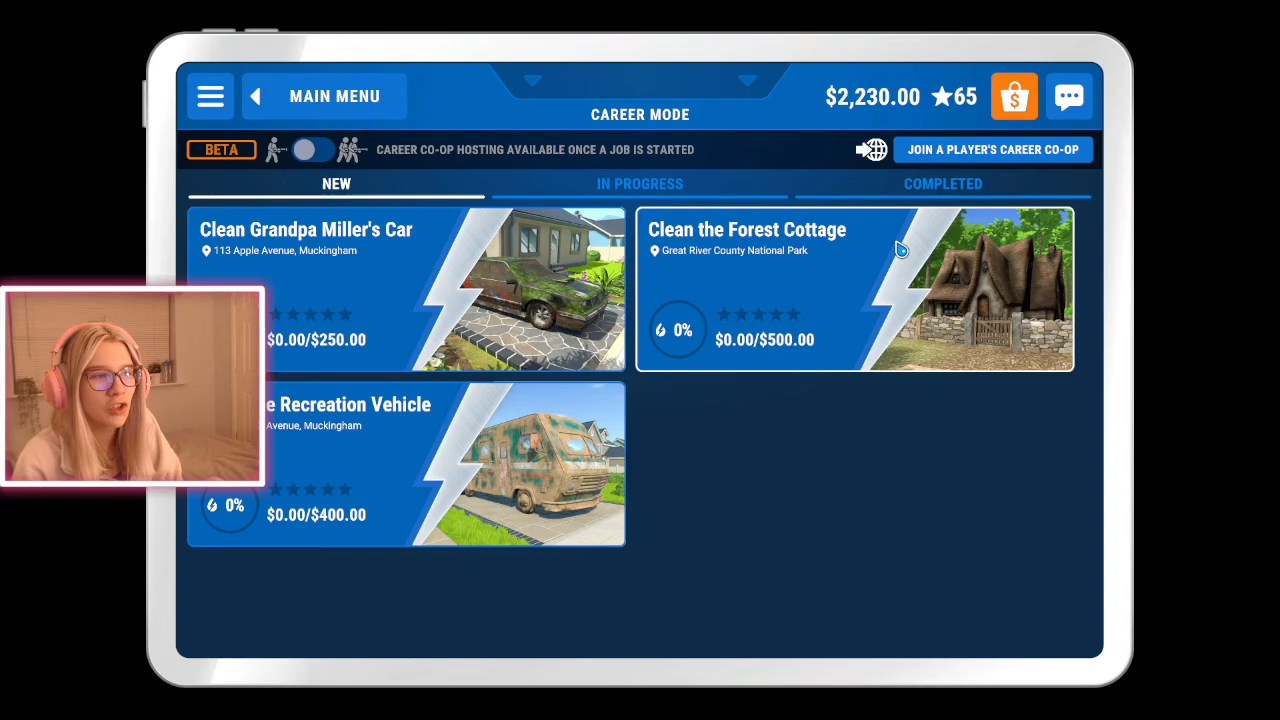 MAIN MENU
$2,230.00 ★65
CAREER MODE
BETA
CAREER CO-OP HOSTING AVAILABLE ONCE A JOB IS STARTED
JOIN A PLAYER'S CAREER CO-OP
NEW
IN PROGRESS
COMPLETED
Clean Grandpa Miller's Car
113 Apple Avenue, Muckingham
$0.00/$250.00
Clean the Forest Cottage
Great River County National Park
0%
$0.00/$500.00
e Recreation Vehicle
Avenue, Muckingham
0%
$0.00/$400.00